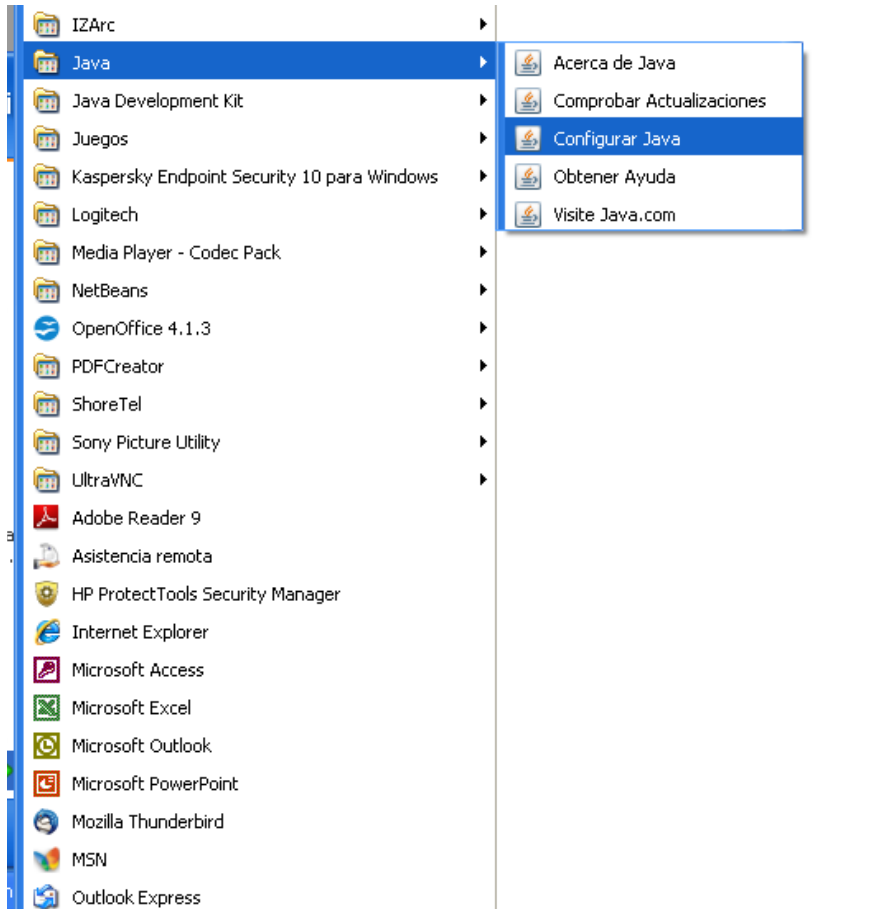 IZArc
Java
Java Development Kit
Juegos
Kaspersky Endpoint Security 10 para Windows
Logitech
Media Player - Codec Pack
NetBeans
OpenOffice 4.1.3
PDFCreator
ShoreTel
Sony Picture Utility
UltraVNC
Adobe Reader 9
Asistencia remota
HP ProtectTools Security Manager
Internet Explorer
Microsoft Access
Microsoft Excel
Microsoft Outlook
Microsoft PowerPoint
Mozilla Thunderbird
MSN
Outlook Express
Acerca de Java
Comprobar Actualizaciones
Configurar Java
Obtener Ayuda
Visite Java.com